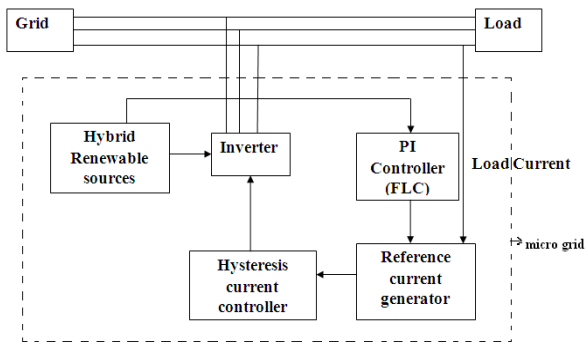 Grid
Load
Hybrid
Renewable
sources
Inverter
PI
Controller
(FLC)
Load Current
micro grid
Hysteresis
current
controller
Reference
current
generator